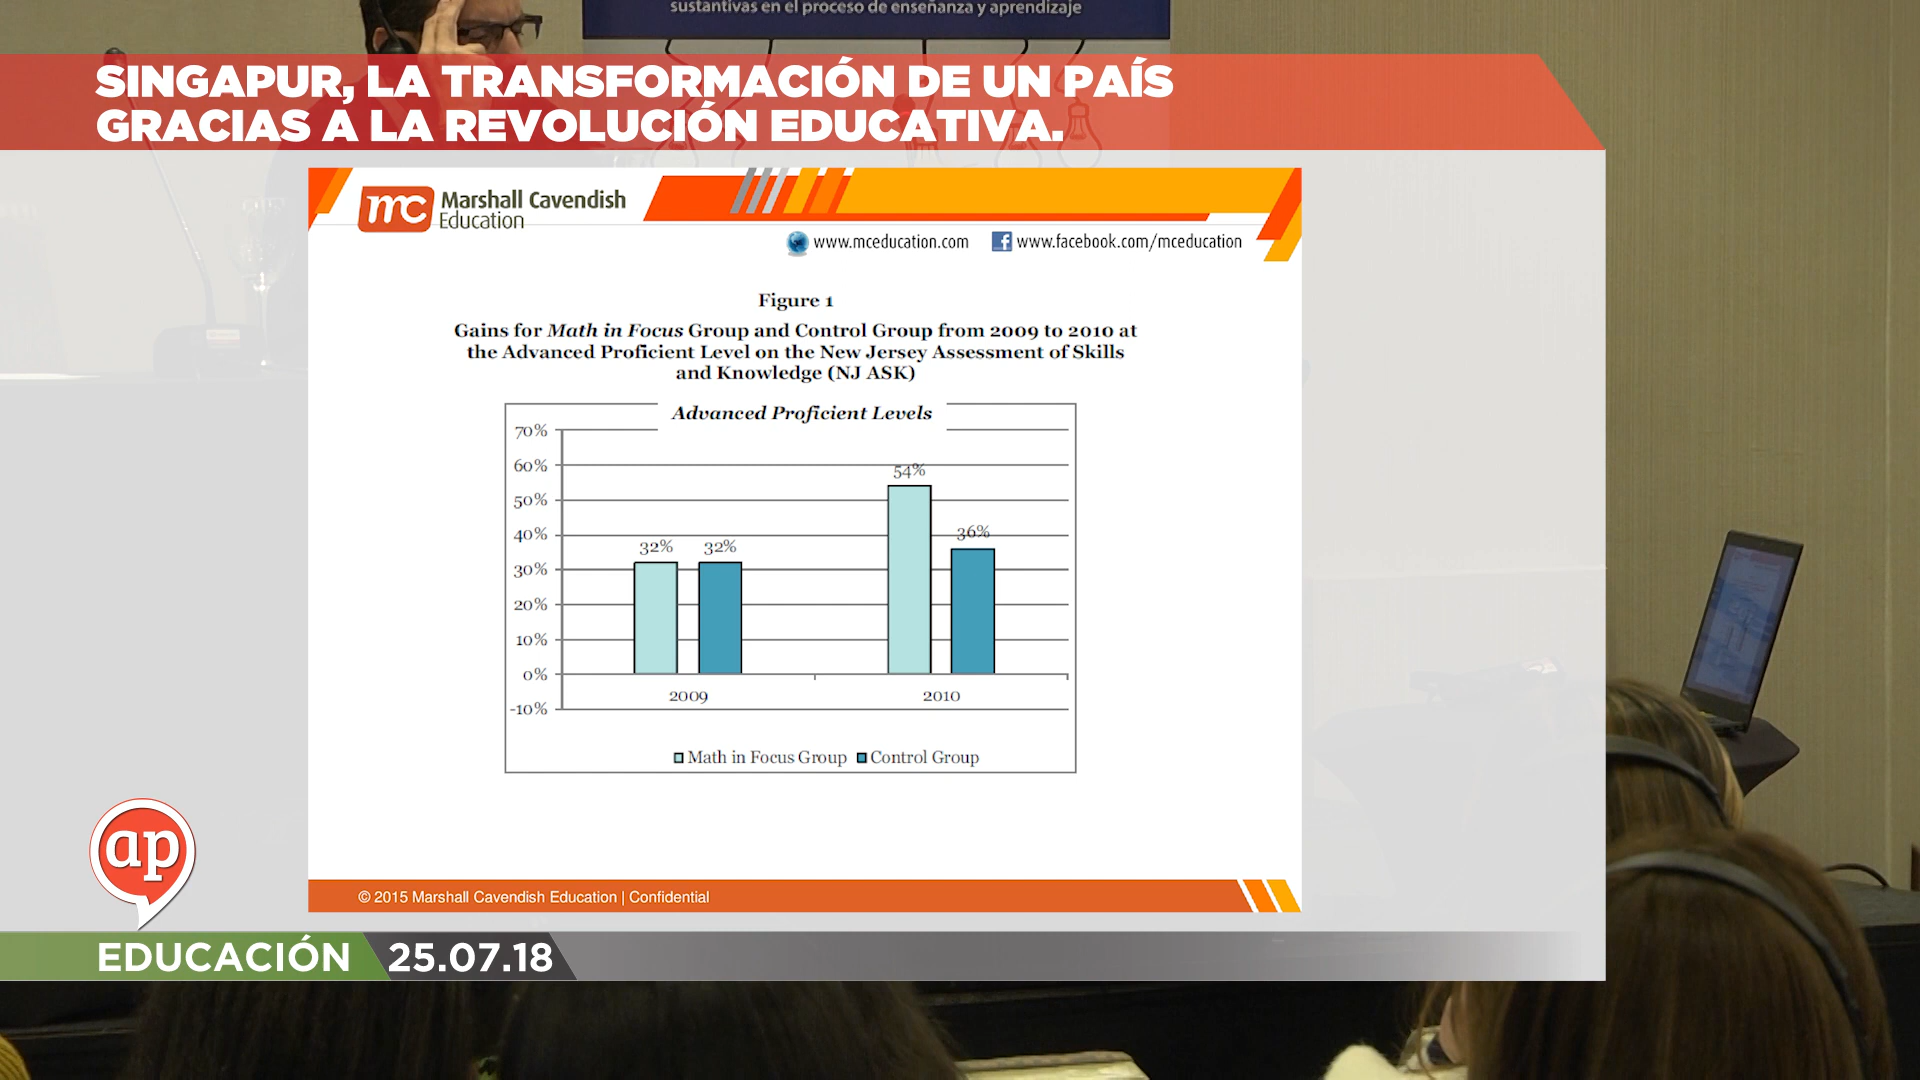 sustantivas en el proceso de enseñanza y aprendizaje
SINGAPUR, LA TRANSFORMACIÓN DE UN PAÍS
GRACIAS A LA REVOLUCIÓN EDUCATIVA.
mc Marshall Cavendish
Education
www.mceducation.com f www.facebook.com/mceducation
Figure 1
Gains for Math in Focus Group and Control Group from 2009 to 2010 at
the Advanced Proficient Level on the New Jersey Assessment of Skills
and Knowledge (NJ ASK)
Advanced Proficient Levels
70%
60%
50%
40%
30%
20%
10%
0%
-10%
32% 32%
54%
36%
2009 2010
Math in Focus Group Control Group
© 2015 Marshall Cavendish Education | Confidential
ap
EDUCACIÓN 25.07.18